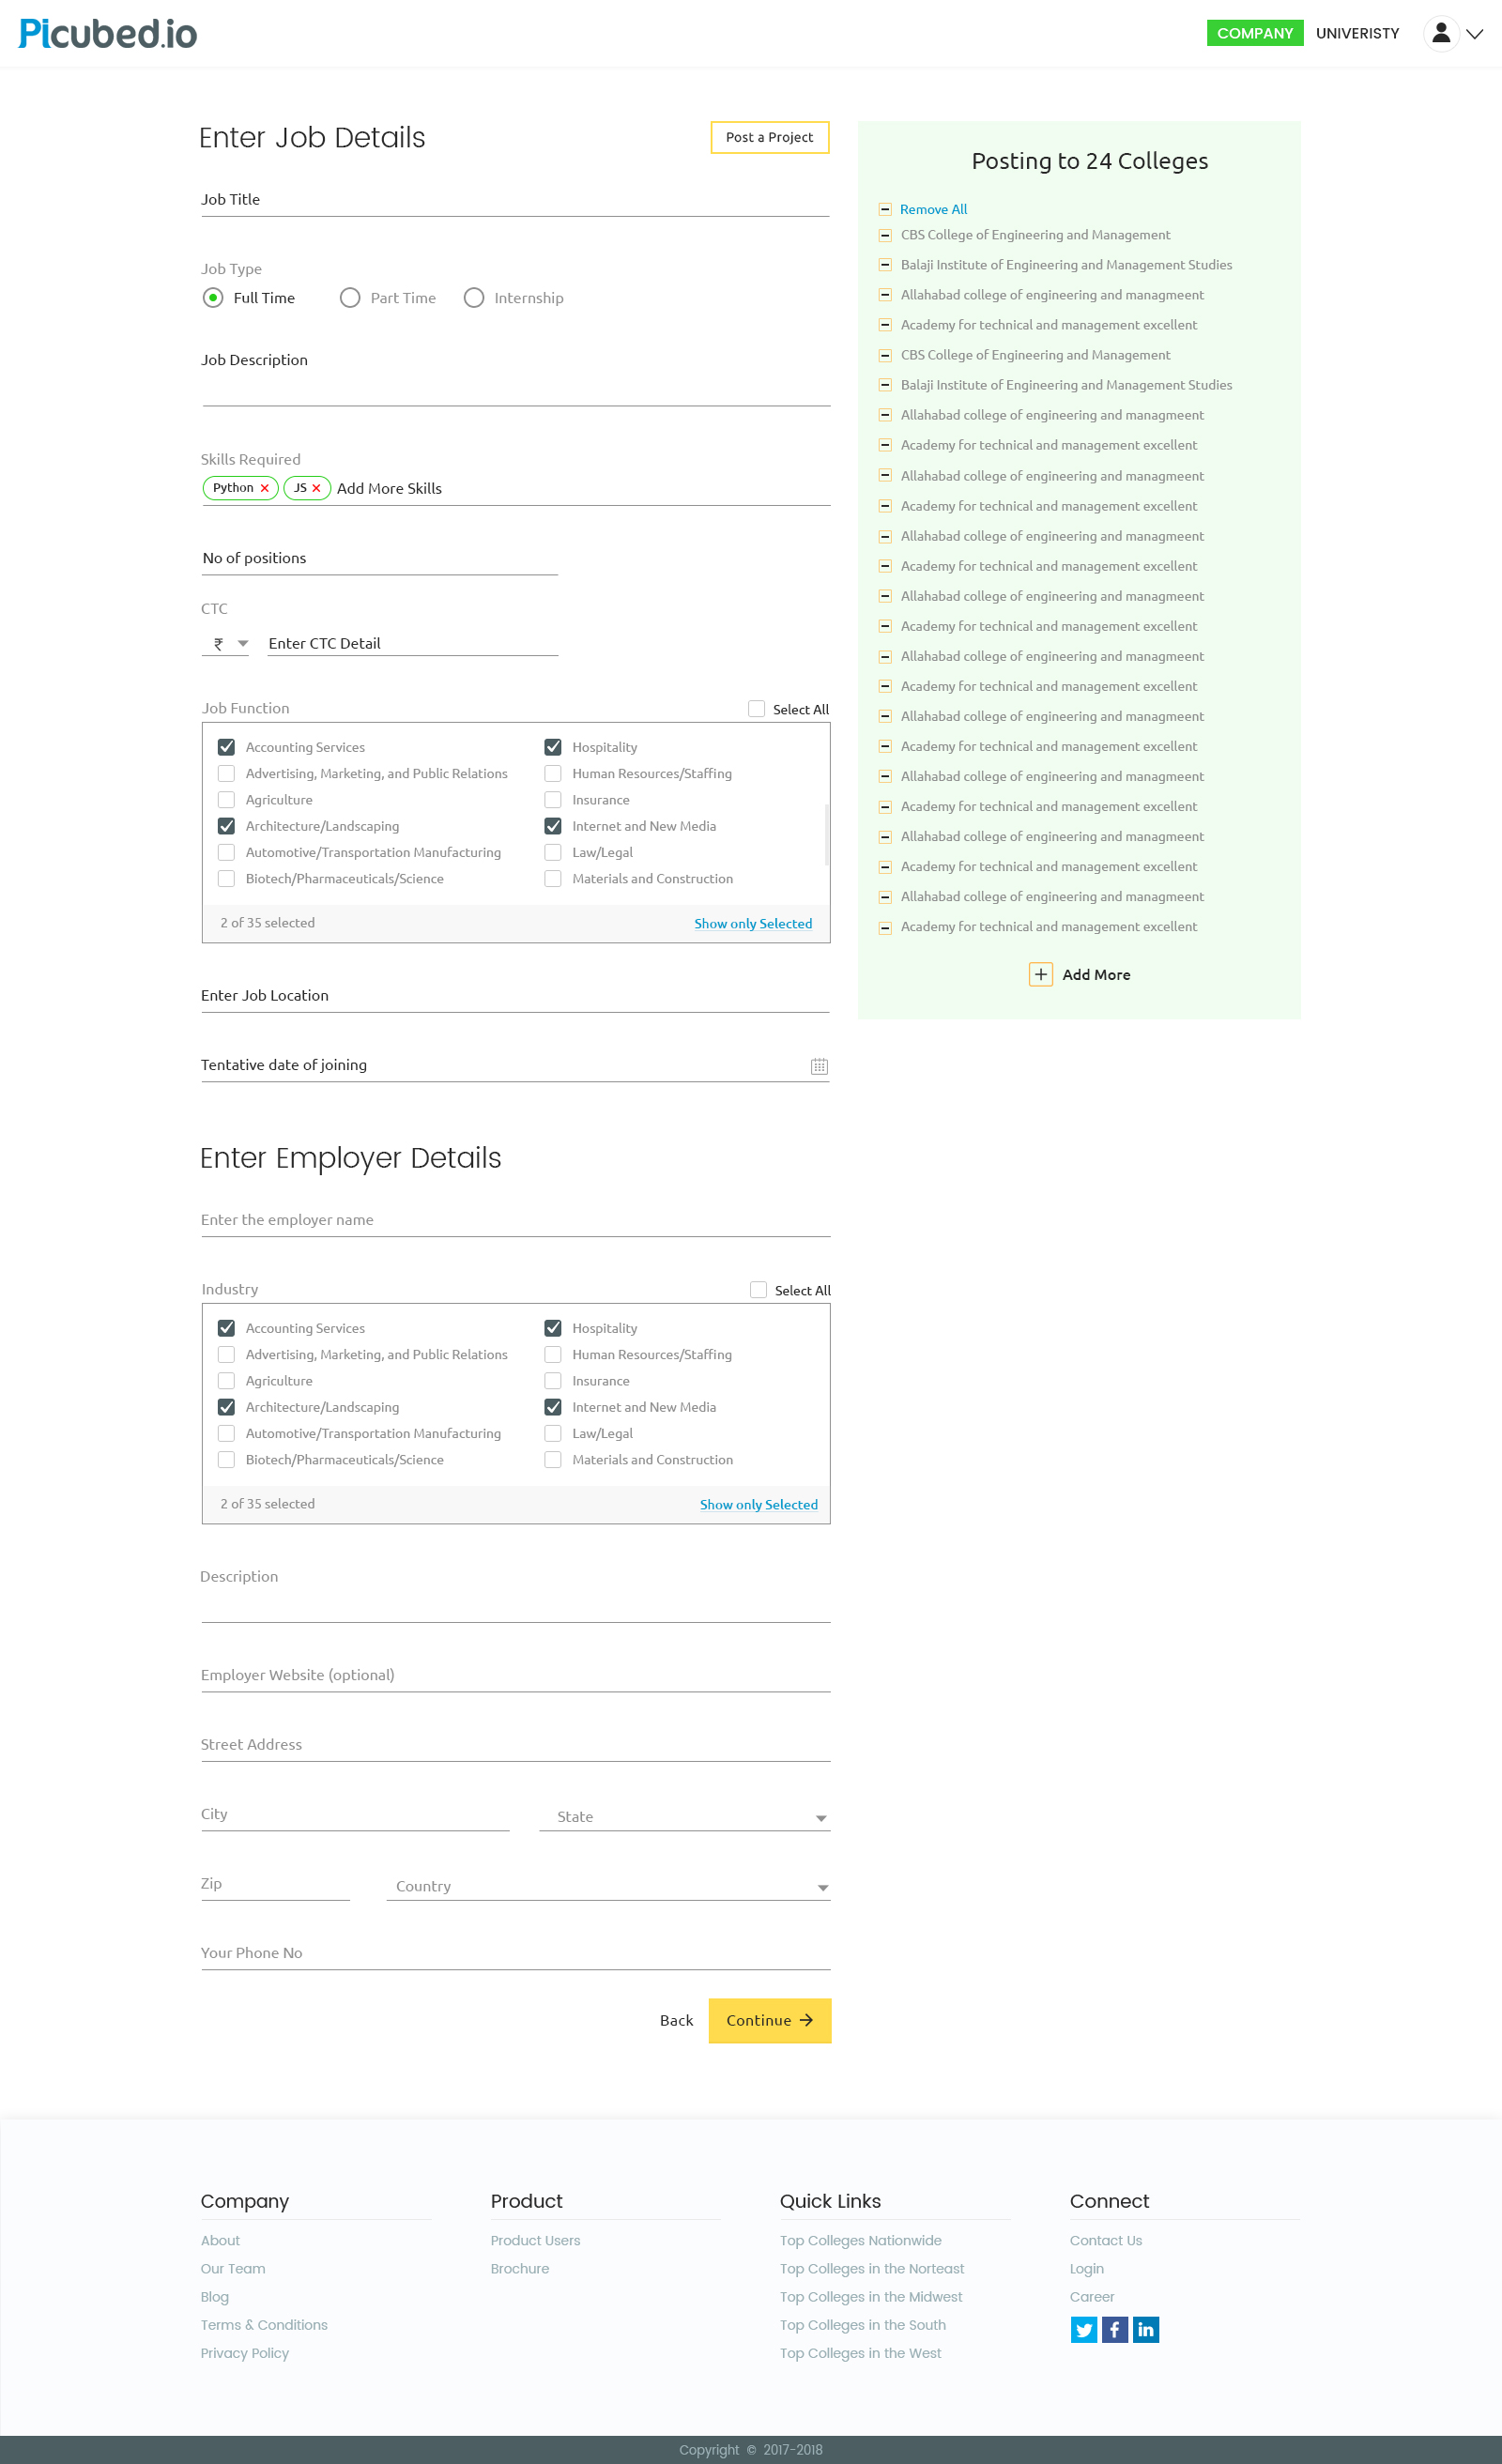 Picubed.io
COMPANY
UNIVERISTY
Enter Job Details
Post a Project
Job Title
Job Type
Full Time
Part Time
Internship
Job Description
Skills Required
Python
JS
Add More Skills
No of positions
CTC
₹
Enter CTC Detail
Job Function
Select All
Accounting Services
Hospitality
Advertising, Marketing, and Public Relations
Human Resources/Staffing
Agriculture
Insurance
Architecture/Landscaping
Internet and New Media
Automotive/Transportation Manufacturing
Law/Legal
Biotech/Pharmaceuticals/Science
Materials and Construction
2 of 35 selected
Show only Selected
Enter Job Location
Tentative date of joining
Posting to 24 Colleges
Remove All
CBS College of Engineering and Management
Balaji Institute of Engineering and Management Studies
Allahabad college of engineering and managmeent
Academy for technical and management excellent
CBS College of Engineering and Management
Balaji Institute of Engineering and Management Studies
Allahabad college of engineering and managmeent
Academy for technical and management excellent
Allahabad college of engineering and managmeent
Academy for technical and management excellent
Allahabad college of engineering and managmeent
Academy for technical and management excellent
Allahabad college of engineering and managmeent
Academy for technical and management excellent
Allahabad college of engineering and managmeent
Academy for technical and management excellent
Allahabad college of engineering and managmeent
Academy for technical and management excellent
Allahabad college of engineering and managmeent
Academy for technical and management excellent
Allahabad college of engineering and managmeent
Academy for technical and management excellent
Allahabad college of engineering and managmeent
Academy for technical and management excellent
Add More
Enter Employer Details
Enter the employer name
Industry
Select All
Accounting Services
Hospitality
Advertising, Marketing, and Public Relations
Human Resources/Staffing
Agriculture
Insurance
Architecture/Landscaping
Internet and New Media
Automotive/Transportation Manufacturing
Law/Legal
Biotech/Pharmaceuticals/Science
Materials and Construction
2 of 35 selected
Show only Selected
Description
Employer Website (optional)
Street Address
City
State
Zip
Country
Your Phone No
Back
Continue
Company
About
Our Team
Blog
Terms & Conditions
Privacy Policy
Product
Product Users
Brochure
Quick Links
Top Colleges Nationwide
Top Colleges in the Norteast
Top Colleges in the Midwest
Top Colleges in the South
Top Colleges in the West
Connect
Contact Us
Login
Career
Copyright © 2017-2018